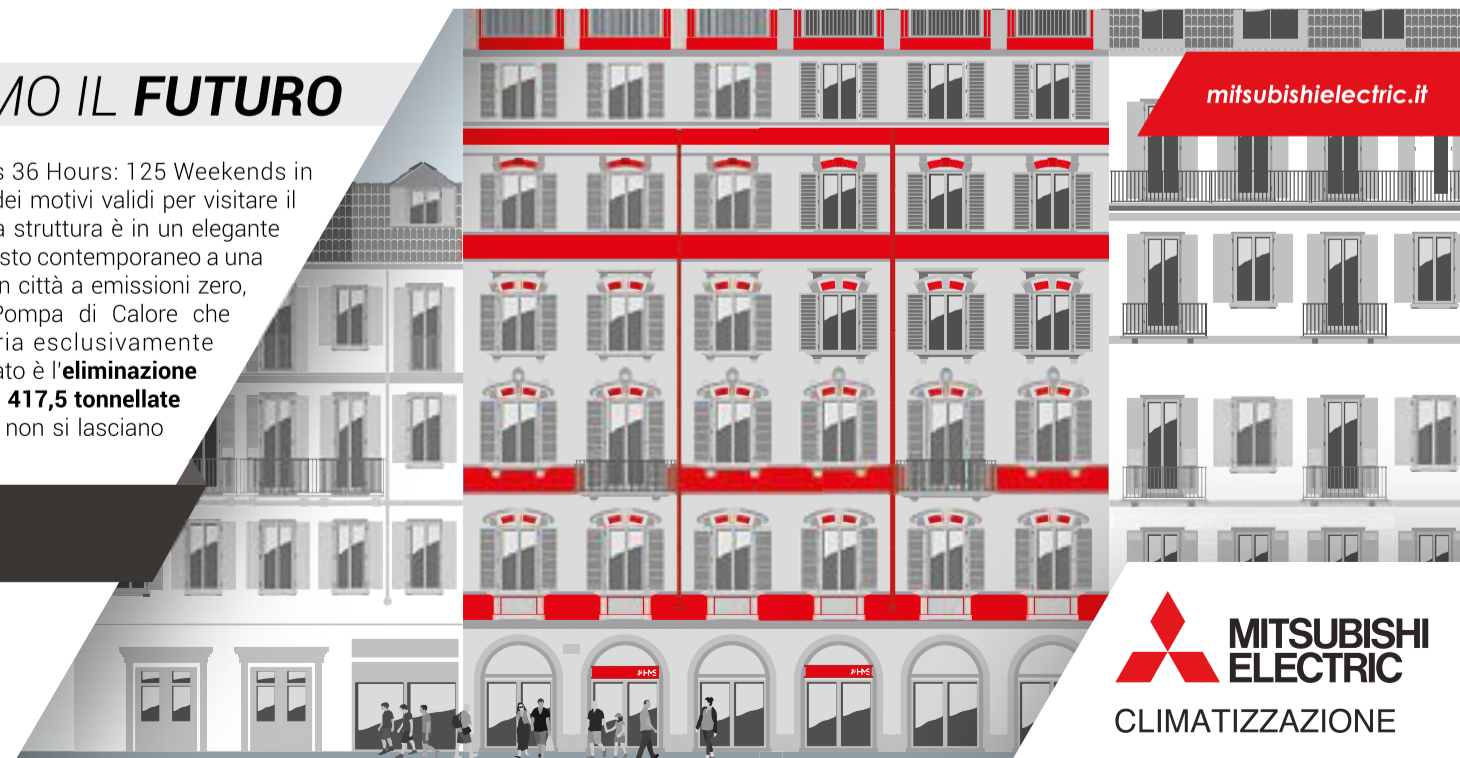 MO IL FUTURO
s 36 Hours: 125 Weekends in
dei motivi validi per visitare il
a struttura è in un elegante
sto contemporaneo a una
n città a emissioni zero,
Pompa di Calore che
ria esclusivamente
ato è l'eliminazione
417,5 tonnellate
non si lasciano
mitsubishielectric.it
HMS
HMS
MITSUBISHI
ELECTRIC
CLIMATIZZAZIONE